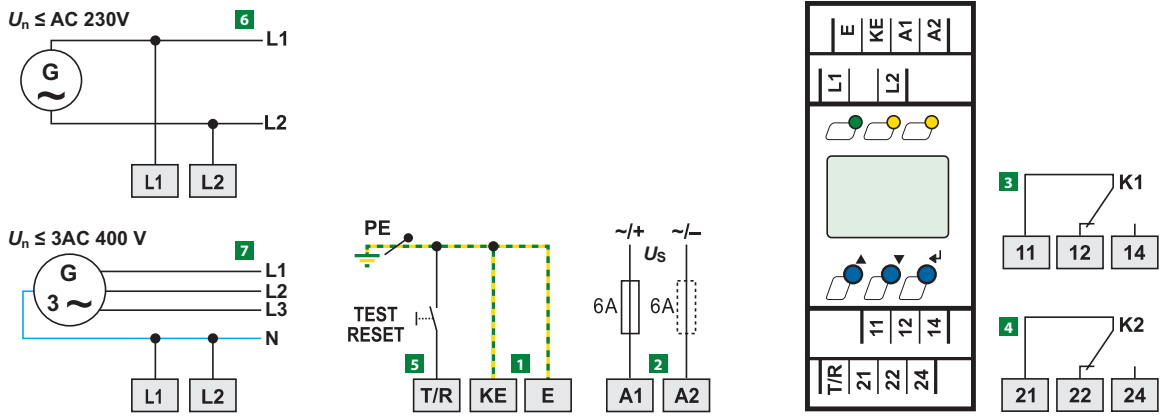 Un ≤ AC 230V
6
L1
G
~
L2
L1 L2
Un ≤ 3AC 400 V
7
G
3 ~
L1
L2
L3
N
L1 L2
PE
TEST
RESET
5
1
T/R KE E
~/+ ~/–
US
6A 6A
2
A1 A2
E KE A1 A2
L1 L2
▲ ▼ ↵
11 12 14
T/R 21 22 24
3
K1
11 12 14
4
K2
21 22 24